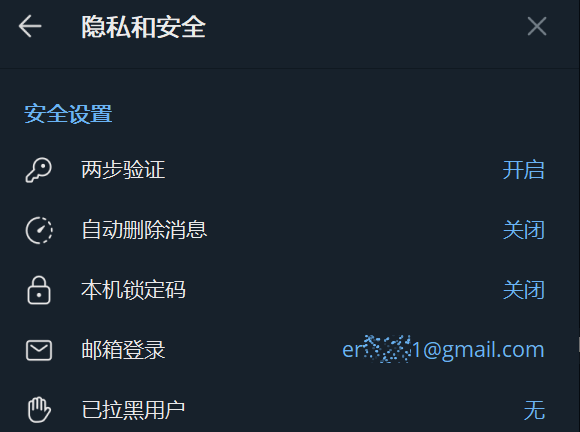 隐私和安全
安全设置
两步验证 开启
自动删除消息 关闭
本机锁定码 关闭
邮箱登录 er 1@gmail.com
已拉黑用户 无